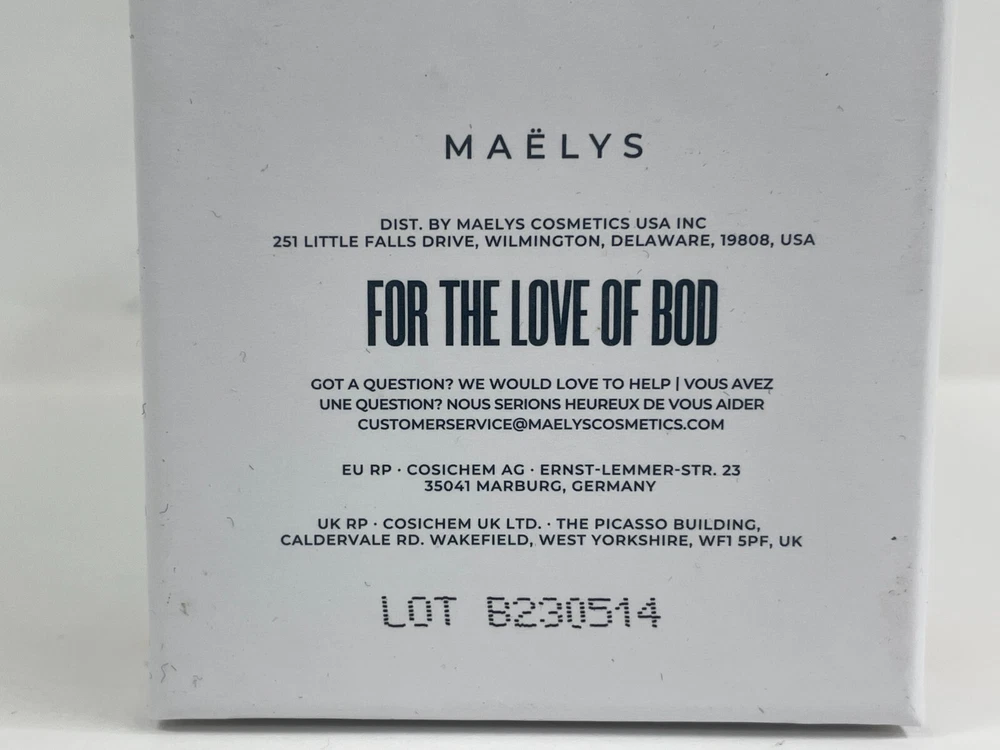 MAËLYS
DIST. BY MAELYS COSMETICS USA INC
251 LITTLE FALLS DRIVE, WILMINGTON, DELAWARE, 19808, USA
FOR THE LOVE OF BOD
GOT A QUESTION? WE WOULD LOVE TO HELP | VOUS AVEZ
UNE QUESTION? NOUS SERIONS HEUREUX DE VOUS AIDER
CUSTOMERSERVICE@MAELYSCOSMETICS.COM
EU RP · COSICHEM AG · ERNST-LEMMER-STR. 23
35041 MARBURG, GERMANY
UK RP · COSICHEM UK LTD. · THE PICASSO BUILDING,
CALDERVALE RD. WAKEFIELD, WEST YORKSHIRE, WF1 5PF, UK
LOT B230514